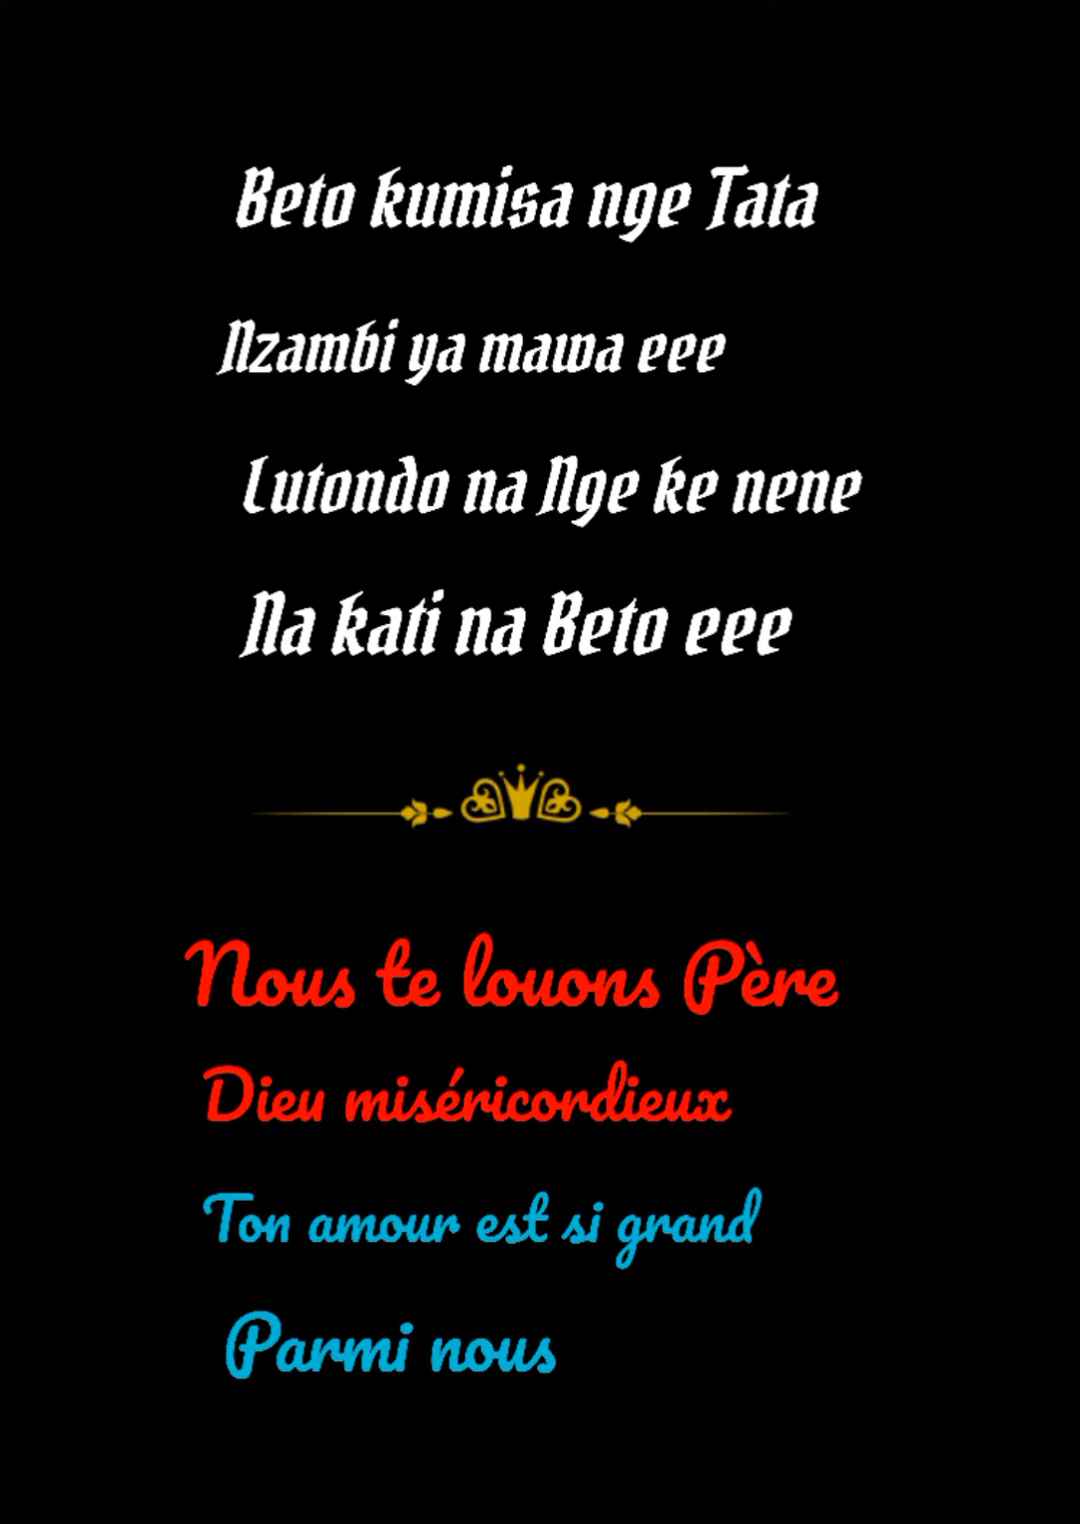 Beto kumisa nge Tata
Nzambi ya mawa eee
Lutondo na Nge ke nene
Na kati na Beto eee
Nous te louons Père
Dieu miséricordieux
Ton amour est si grand
Parmi nous